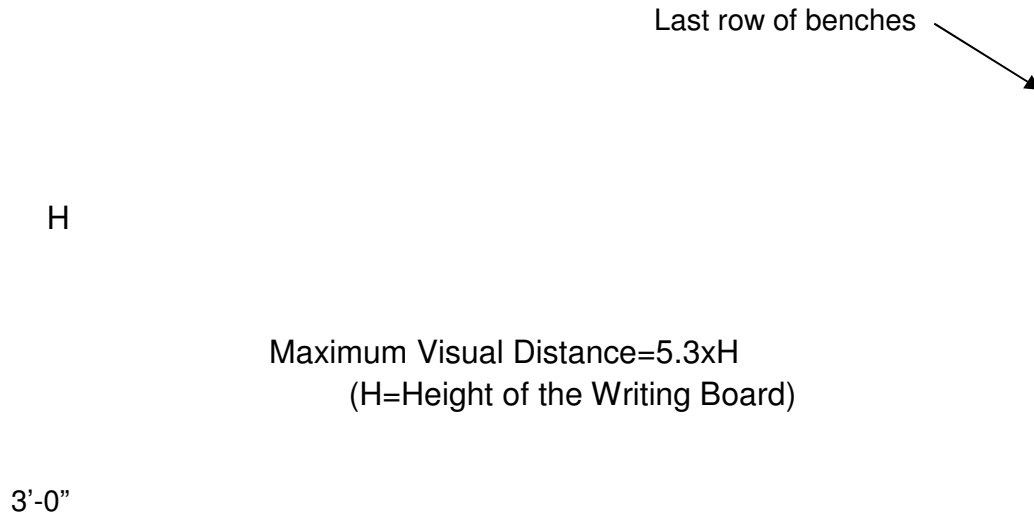 Last row of benches
H
Maximum Visual Distance=5.3xH
(H=Height of the Writing Board)
3’-0”